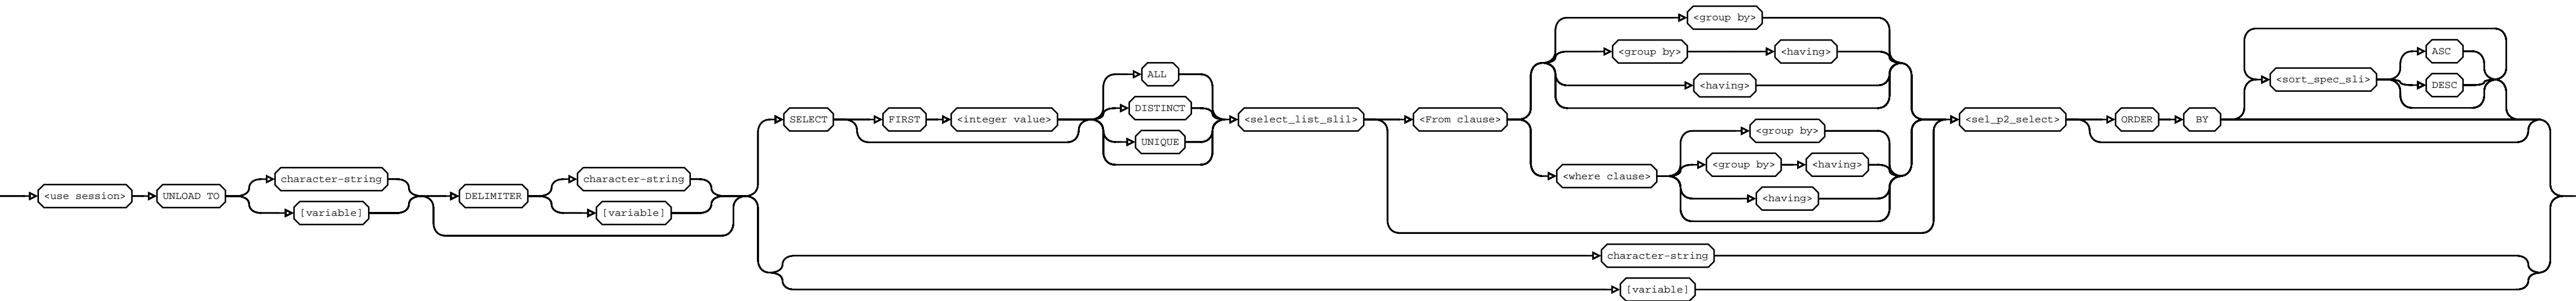 <group by>
<group by> <having>
<having>
ASC
<sort_spec_sli>
DESC
ALL
DISTINCT
UNIQUE
SELECT FIRST <integer value> <select_list_slil> <From clause> <sel_p2_select> ORDER BY
<group by>
<group by> <having>
<where clause>
<having>
character-string character-string
<use session> UNLOAD TO DELIMITER
[variable] [variable]
character-string
[variable]